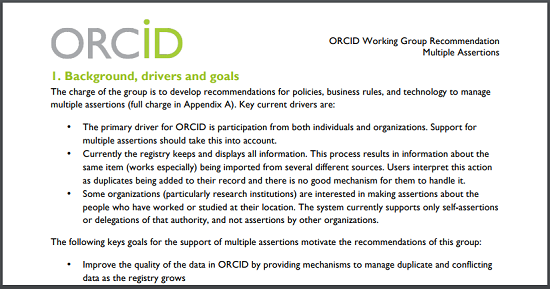 ORCID
ORCID Working Group Recommendation
Multiple Assertions
1. Background, drivers and goals
The charge of the group is to develop recommendations for policies, business rules, and technology to manage
multiple assertions (full charge in Appendix A). Key current drivers are:
• The primary driver for ORCID is participation from both individuals and organizations. Support for
multiple assertions should take this into account.
• Currently the registry keeps and displays all information. This process results in information about the
same item (works especially) being imported from several different sources. Users interpret this action
as duplicates being added to their record and there is no good mechanism for them to handle it.
• Some organizations (particularly research institutions) are interested in making assertions about the
people who have worked or studied at their location. The system currently supports only self-assertions
or delegations of that authority, and not assertions by other organizations.
The following keys goals for the support of multiple assertions motivate the recommendations of this group:
• Improve the quality of the data in ORCID by providing mechanisms to manage duplicate and conflicting
data as the registry grows